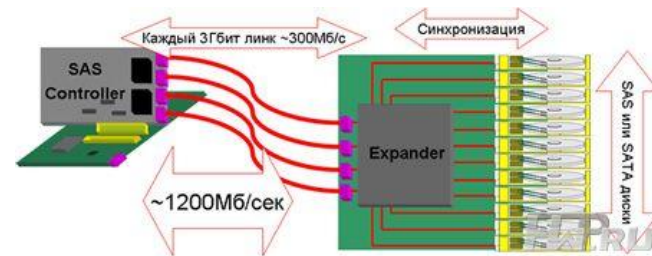 Каждый 3Гбит линк ~300Мб/с
Синхронизация
SAS
Controller
Expander
~1200Мб/сек
SAS или SATA диски